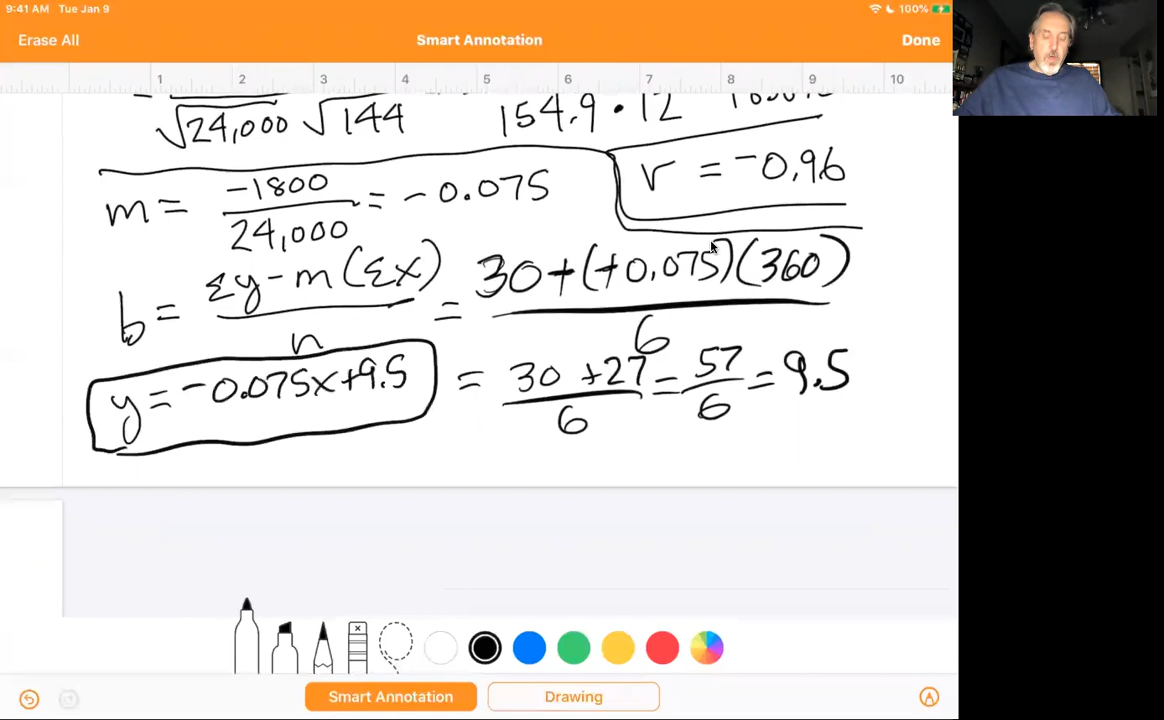 9:41 AM Tue Jan 9
100%
Erase All
Smart Annotation
Done
1 2 3 4 5 6 7 8 9 10
√24,000 √144
154.9 • 12
m = -1800/24,000 = -0.075
r = -0.96
b = Σy - m(Σx)/n = 30+(+0.075)(360)/6
y = -0.075x+9.5
= 30 +27/6 = 57/6 = 9.5
Smart Annotation
Drawing